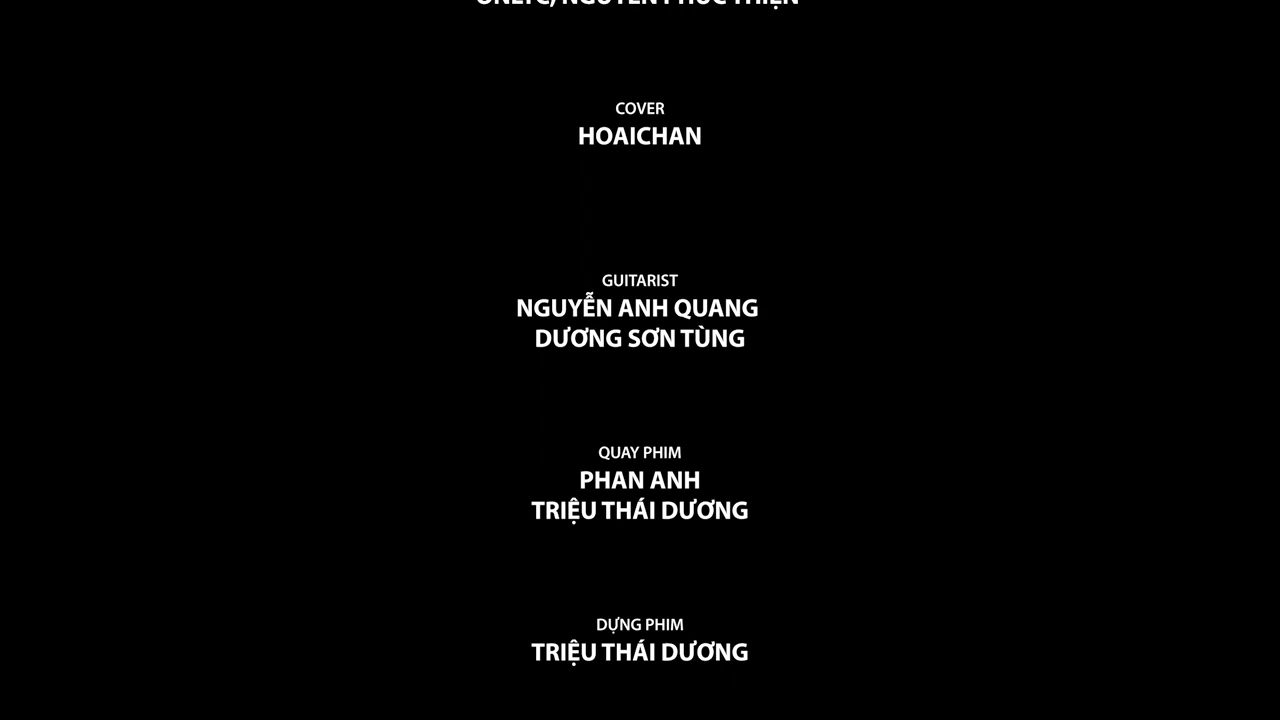 COVER
HOAICHAN
GUITARIST
NGUYỄN ANH QUANG
DƯƠNG SƠN TÙNG
QUAY PHIM
PHAN ANH
TRIỆU THÁI DƯƠNG
DỰNG PHIM
TRIỆU THÁI DƯƠNG